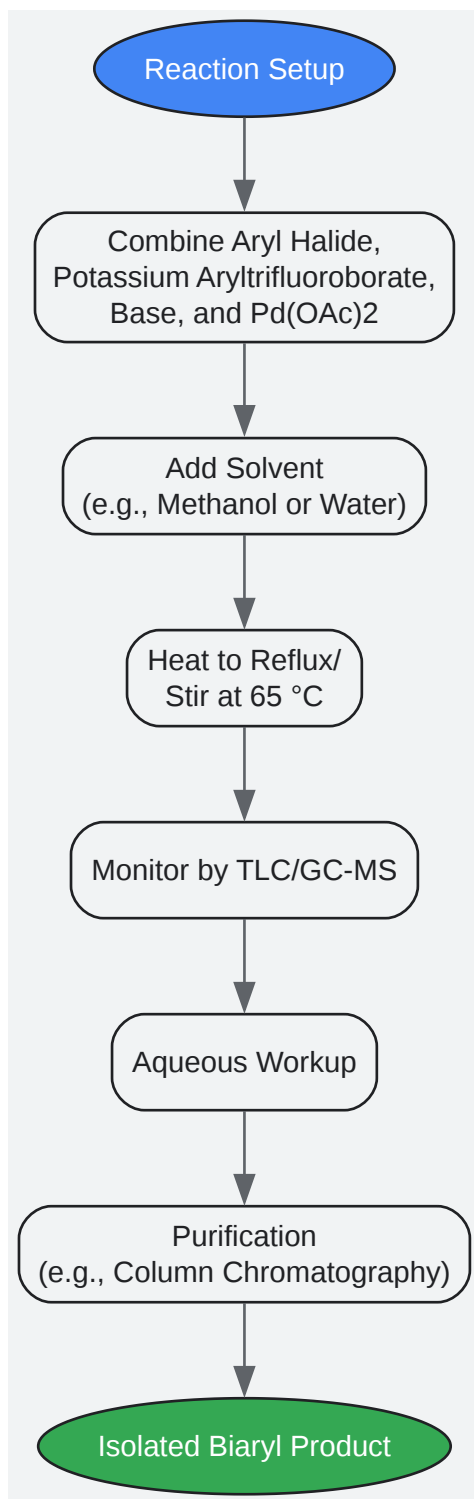 Reaction Setup
Combine Aryl Halide,
Potassium Aryltrifluoroborate,
Base, and Pd(OAc)2
Add Solvent
(e.g., Methanol or Water)
Heat to Reflux/
Stir at 65 °C
Monitor by TLC/GC-MS
Aqueous Workup
Purification
(e.g., Column Chromatography)
Isolated Biaryl Product